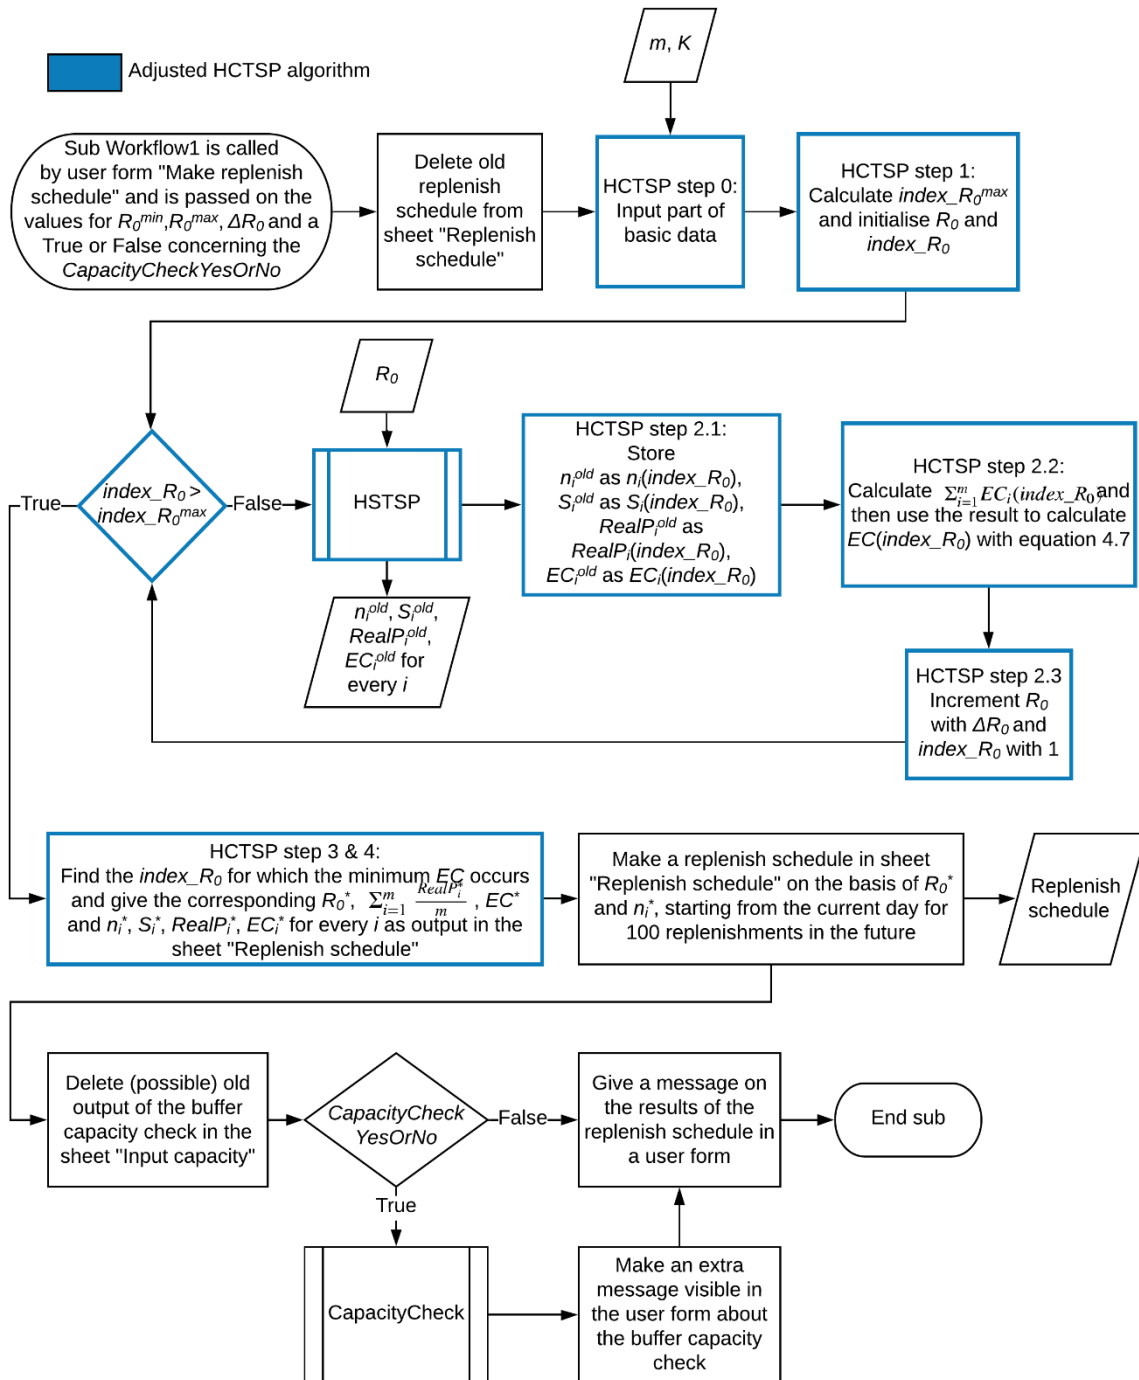 m, K
Adjusted HCTSP algorithm
Sub Workflow1 is called
by user form "Make replenish
schedule" and is passed on the
values for R₀ᵐⁱⁿ,R₀ᵐᵃˣ, ΔR₀ and a
True or False concerning the
CapacityCheckYesOrNo
Delete old
replenish
schedule from
sheet "Replenish
schedule"
HCTSP step 0:
Input part of
basic data
HCTSP step 1:
Calculate index_R₀ᵐᵃˣ
and initialise R₀ and
index_R₀
R₀
index_R₀ >
index_R₀ᵐᵃˣ
True
False
HSTSP
nᵢᵒˡᵈ, Sᵢᵒˡᵈ,
RealPᵢᵒˡᵈ,
ECᵢᵒˡᵈ for
every i
HCTSP step 2.1:
Store
nᵢᵒˡᵈ as nᵢ(index_R₀),
Sᵢᵒˡᵈ as Sᵢ(index_R₀),
RealPᵢᵒˡᵈ as
RealPᵢ(index_R₀),
ECᵢᵒˡᵈ as ECᵢ(index_R₀)
HCTSP step 2.2:
Calculate Σᵢ₌₁ᵐ ECᵢ(index_R₀) and
then use the result to calculate
EC(index_R₀) with equation 4.7
HCTSP step 2.3
Increment R₀
with ΔR₀ and
index_R₀ with 1
HCTSP step 3 & 4:
Find the index_R₀ for which the minimum EC occurs
and give the corresponding R₀*, Σᵢ₌₁ᵐ RealPᵢ*/m , EC*
and nᵢ*, Sᵢ*, RealPᵢ*, ECᵢ* for every i as output in the
sheet "Replenish schedule"
Make a replenish schedule in sheet
"Replenish schedule" on the basis of R₀*
and nᵢ*, starting from the current day for
100 replenishments in the future
Replenish
schedule
Delete (possible) old
output of the buffer
capacity check in the
sheet "Input capacity"
CapacityCheck
YesOrNo
False
True
Give a message on
the results of the
replenish schedule in
a user form
End sub
CapacityCheck
Make an extra
message visible in
the user form about
the buffer capacity
check